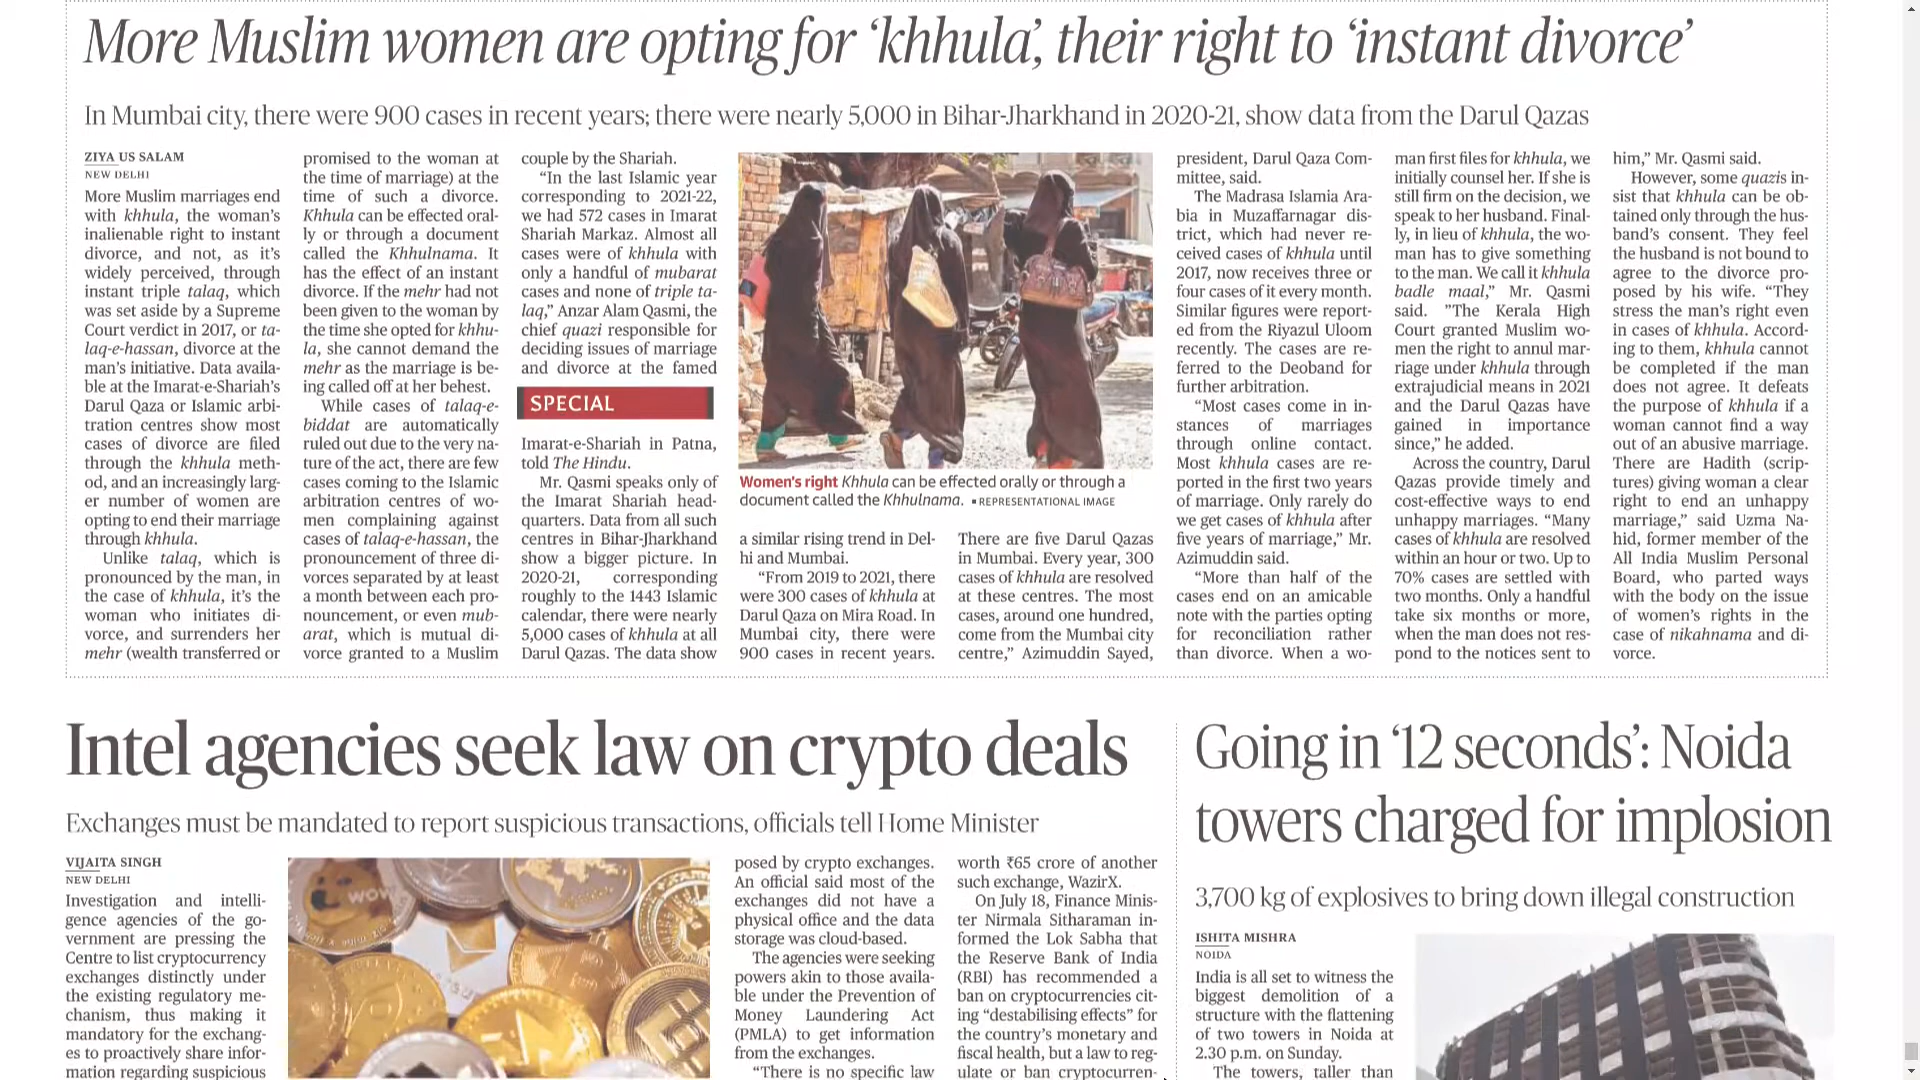 More Muslim women are opting for ‘khhula’, their right to ‘instant divorce’
In Mumbai city, there were 900 cases in recent years; there were nearly 5,000 in Bihar-Jharkhand in 2020-21, show data from the Darul Qazas
ZIYA US SALAM
NEW DELHI
More Muslim marriages end
with khhula, the woman’s
inalienable right to instant
divorce, and not, as it’s
widely perceived, through
instant triple talaq, which
was set aside by a Supreme
Court verdict in 2017, or ta-
laq-e-hassan, divorce at the
man’s initiative. Data availa-
ble at the Imarat-e-Shariah’s
Darul Qaza or Islamic arbi-
tration centres show most
cases of divorce are filed
through the khhula meth-
od, and an increasingly larg-
er number of women are
opting to end their marriage
through khhula.
Unlike talaq, which is
pronounced by the man, in
the case of khhula, it’s the
woman who initiates di-
vorce, and surrenders her
mehr (wealth transferred or
promised to the woman at
the time of marriage) at the
time of such a divorce.
Khhula can be effected oral-
ly or through a document
called the Khhulnama. It
has the effect of an instant
divorce. If the mehr had not
been given to the woman by
the time she opted for khhu-
la, she cannot demand the
mehr as the marriage is be-
ing called off at her behest.
While cases of talaq-e-
biddat are automatically
ruled out due to the very na-
ture of the act, there are few
cases coming to the Islamic
arbitration centres of wo-
men complaining against
cases of talaq-e-hassan, the
pronouncement of three di-
vorces separated by at least
a month between each pro-
nouncement, or even mub-
arat, which is mutual di-
vorce granted to a Muslim
couple by the Shariah.
“In the last Islamic year
corresponding to 2021-22,
we had 572 cases in Imarat
Shariah Markaz. Almost all
cases were of khhula with
only a handful of mubarat
cases and none of triple ta-
laq,” Anzar Alam Qasmi, the
chief quazi responsible for
deciding issues of marriage
and divorce at the famed
SPECIAL
Imarat-e-Shariah in Patna,
told The Hindu.
Mr. Qasmi speaks only of
the Imarat Shariah head-
quarters. Data from all such
centres in Bihar-Jharkhand
show a bigger picture. In
2020-21, corresponding
roughly to the 1443 Islamic
calendar, there were nearly
5,000 cases of khhula at all
Darul Qazas. The data show
Women's right Khhula can be effected orally or through a
document called the Khhulnama. ▪ REPRESENTATIONAL IMAGE
a similar rising trend in Del-
hi and Mumbai.
“From 2019 to 2021, there
were 300 cases of khhula at
Darul Qaza on Mira Road. In
Mumbai city, there were
900 cases in recent years.
There are five Darul Qazas
in Mumbai. Every year, 300
cases of khhula are resolved
at these centres. The most
cases, around one hundred,
come from the Mumbai city
centre,” Azimuddin Sayed,
president, Darul Qaza Com-
mittee, said.
The Madrasa Islamia Ara-
bia in Muzaffarnagar dis-
trict, which had never re-
ceived cases of khhula until
2017, now receives three or
four cases of it every month.
Similar figures were report-
ed from the Riyazul Uloom
recently. The cases are re-
ferred to the Deoband for
further arbitration.
“Most cases come in in-
stances of marriages
through online contact.
Most khhula cases are re-
ported in the first two years
of marriage. Only rarely do
we get cases of khhula after
five years of marriage,” Mr.
Azimuddin said.
“More than half of the
cases end on an amicable
note with the parties opting
for reconciliation rather
than divorce. When a wo-
man first files for khhula, we
initially counsel her. If she is
still firm on the decision, we
speak to her husband. Final-
ly, in lieu of khhula, the wo-
man has to give something
to the man. We call it khhula
badle maal,” Mr. Qasmi
said. "The Kerala High
Court granted Muslim wo-
men the right to annul mar-
riage under khhula through
extrajudicial means in 2021
and the Darul Qazas have
gained in importance
since,” he added.
Across the country, Darul
Qazas provide timely and
cost-effective ways to end
unhappy marriages. “Many
cases of khhula are resolved
within an hour or two. Up to
70% cases are settled with
two months. Only a handful
take six months or more,
when the man does not res-
pond to the notices sent to
him,” Mr. Qasmi said.
However, some quazis in-
sist that khhula can be ob-
tained only through the hus-
band’s consent. They feel
the husband is not bound to
agree to the divorce pro-
posed by his wife. “They
stress the man’s right even
in cases of khhula. Accord-
ing to them, khhula cannot
be completed if the man
does not agree. It defeats
the purpose of khhula if a
woman cannot find a way
out of an abusive marriage.
There are Hadith (scrip-
tures) giving woman a clear
right to end an unhappy
marriage,” said Uzma Na-
hid, former member of the
All India Muslim Personal
Board, who parted ways
with the body on the issue
of women’s rights in the
case of nikahnama and di-
vorce.
Intel agencies seek law on crypto deals
Exchanges must be mandated to report suspicious transactions, officials tell Home Minister
VIJAITA SINGH
NEW DELHI
Investigation and intelli-
gence agencies of the go-
vernment are pressing the
Centre to list cryptocurrency
exchanges distinctly under
the existing regulatory me-
chanism, thus making it
mandatory for the exchang-
es to proactively share infor-
mation regarding suspicious
WOW
posed by crypto exchanges.
An official said most of the
exchanges did not have a
physical office and the data
storage was cloud-based.
The agencies were seeking
powers akin to those availa-
ble under the Prevention of
Money Laundering Act
(PMLA) to get information
from the exchanges.
“There is no specific law
worth ₹65 crore of another
such exchange, WazirX.
On July 18, Finance Minis-
ter Nirmala Sitharaman in-
formed the Lok Sabha that
the Reserve Bank of India
(RBI) has recommended a
ban on cryptocurrencies cit-
ing “destabilising effects” for
the country’s monetary and
fiscal health, but a law to reg-
ulate or ban cryptocurren-
Going in ‘12 seconds’: Noida
towers charged for implosion
3,700 kg of explosives to bring down illegal construction
ISHITA MISHRA
NOIDA
India is all set to witness the
biggest demolition of a
structure with the flattening
of two towers in Noida at
2.30 p.m. on Sunday.
The towers, taller than